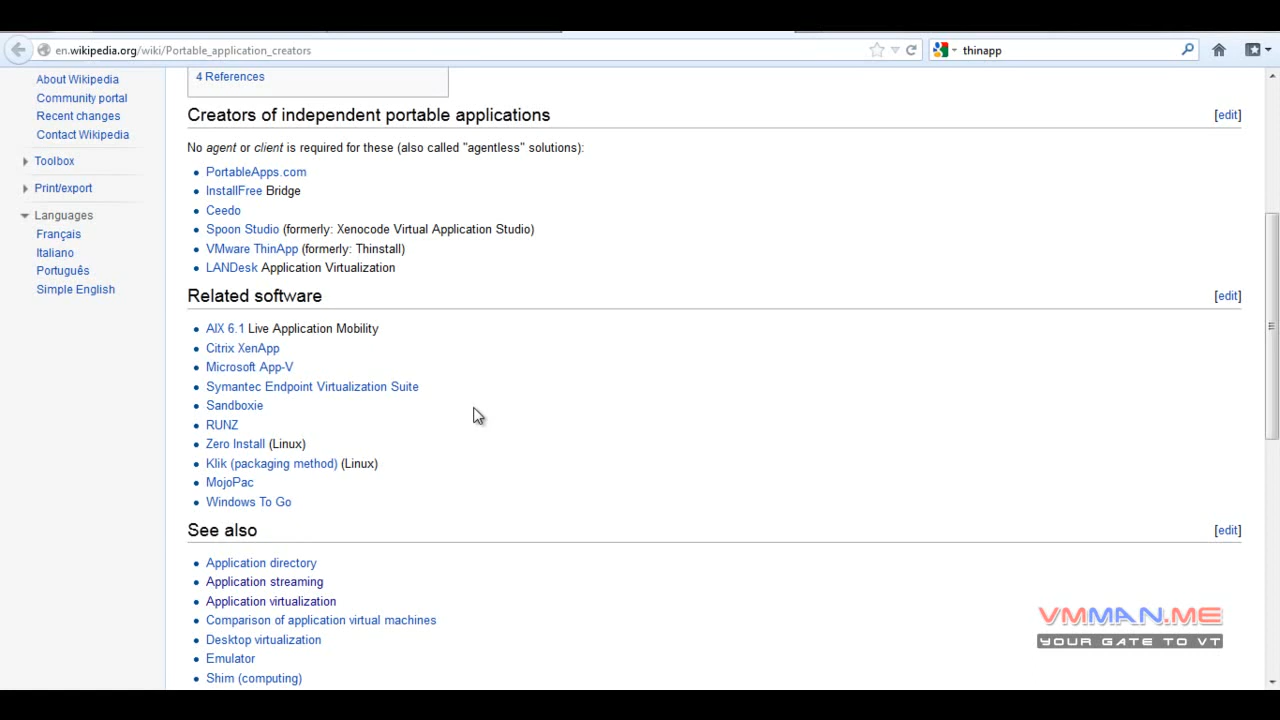 en.wikipedia.org/wiki/Portable_application_creators
thinapp
About Wikipedia
Community portal
Recent changes
Contact Wikipedia
Toolbox
Print/export
Languages
Français
Italiano
Português
Simple English
4 References
Creators of independent portable applications
[edit]
No agent or client is required for these (also called "agentless" solutions):
PortableApps.com
InstallFree Bridge
Ceedo
Spoon Studio (formerly: Xenocode Virtual Application Studio)
VMware ThinApp (formerly: Thinstall)
LANDesk Application Virtualization
Related software
[edit]
AIX 6.1 Live Application Mobility
Citrix XenApp
Microsoft App-V
Symantec Endpoint Virtualization Suite
Sandboxie
RUNZ
Zero Install (Linux)
Klik (packaging method) (Linux)
MojoPac
Windows To Go
See also
[edit]
Application directory
Application streaming
Application virtualization
Comparison of application virtual machines
Desktop virtualization
Emulator
Shim (computing)
VMMAN.ME
YOUR GATE TO VT